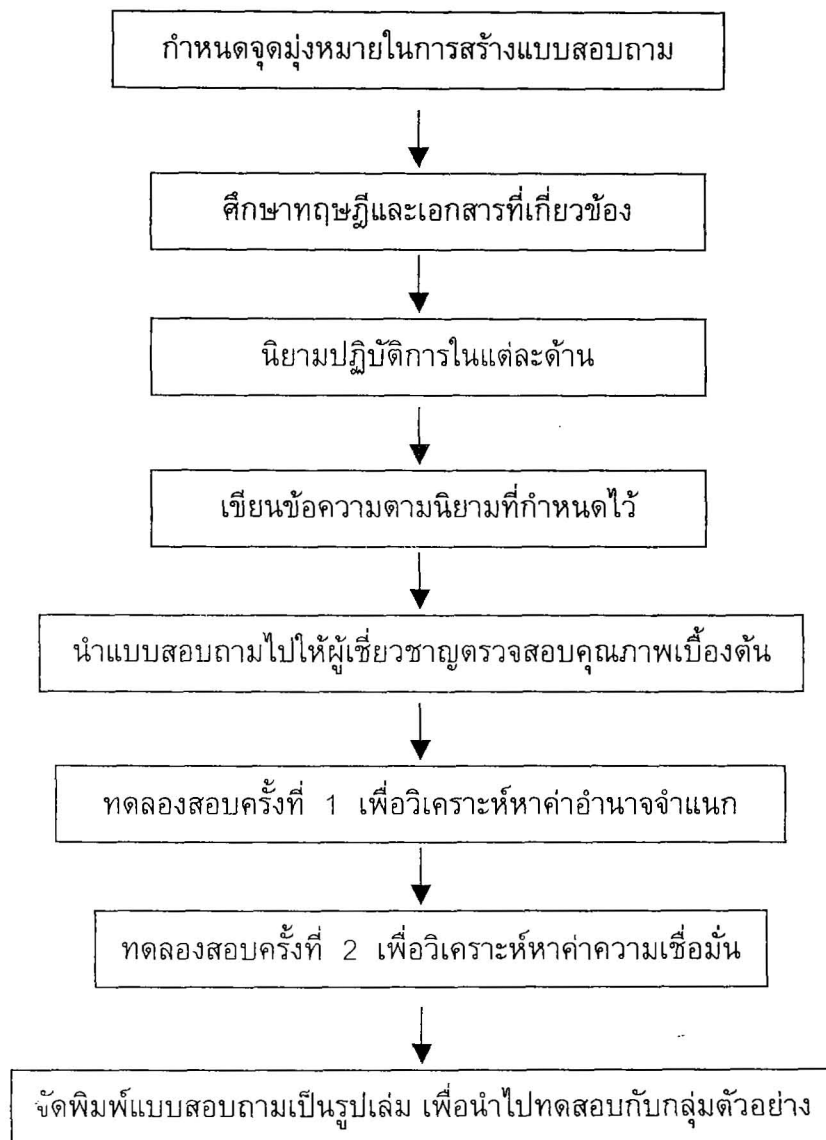 กำหนดจุดมุ่งหมายในการสร้างแบบสอบถาม
ศึกษาทฤษฎีและเอกสารที่เกี่ยวข้อง
นิยามปฏิบัติการในแต่ละด้าน
เขียนข้อความตามนิยามที่กำหนดไว้
นำแบบสอบถามไปให้ผู้เชี่ยวชาญตรวจสอบคุณภาพเบื้องต้น
ทดลองสอบครั้งที่ 1 เพื่อวิเคราะห์หาค่าอำนาจจำแนก
ทดลองสอบครั้งที่ 2 เพื่อวิเคราะห์หาค่าความเชื่อมั่น
จัดพิมพ์แบบสอบถามเป็นรูปเล่ม เพื่อนำไปทดสอบกับกลุ่มตัวอย่าง